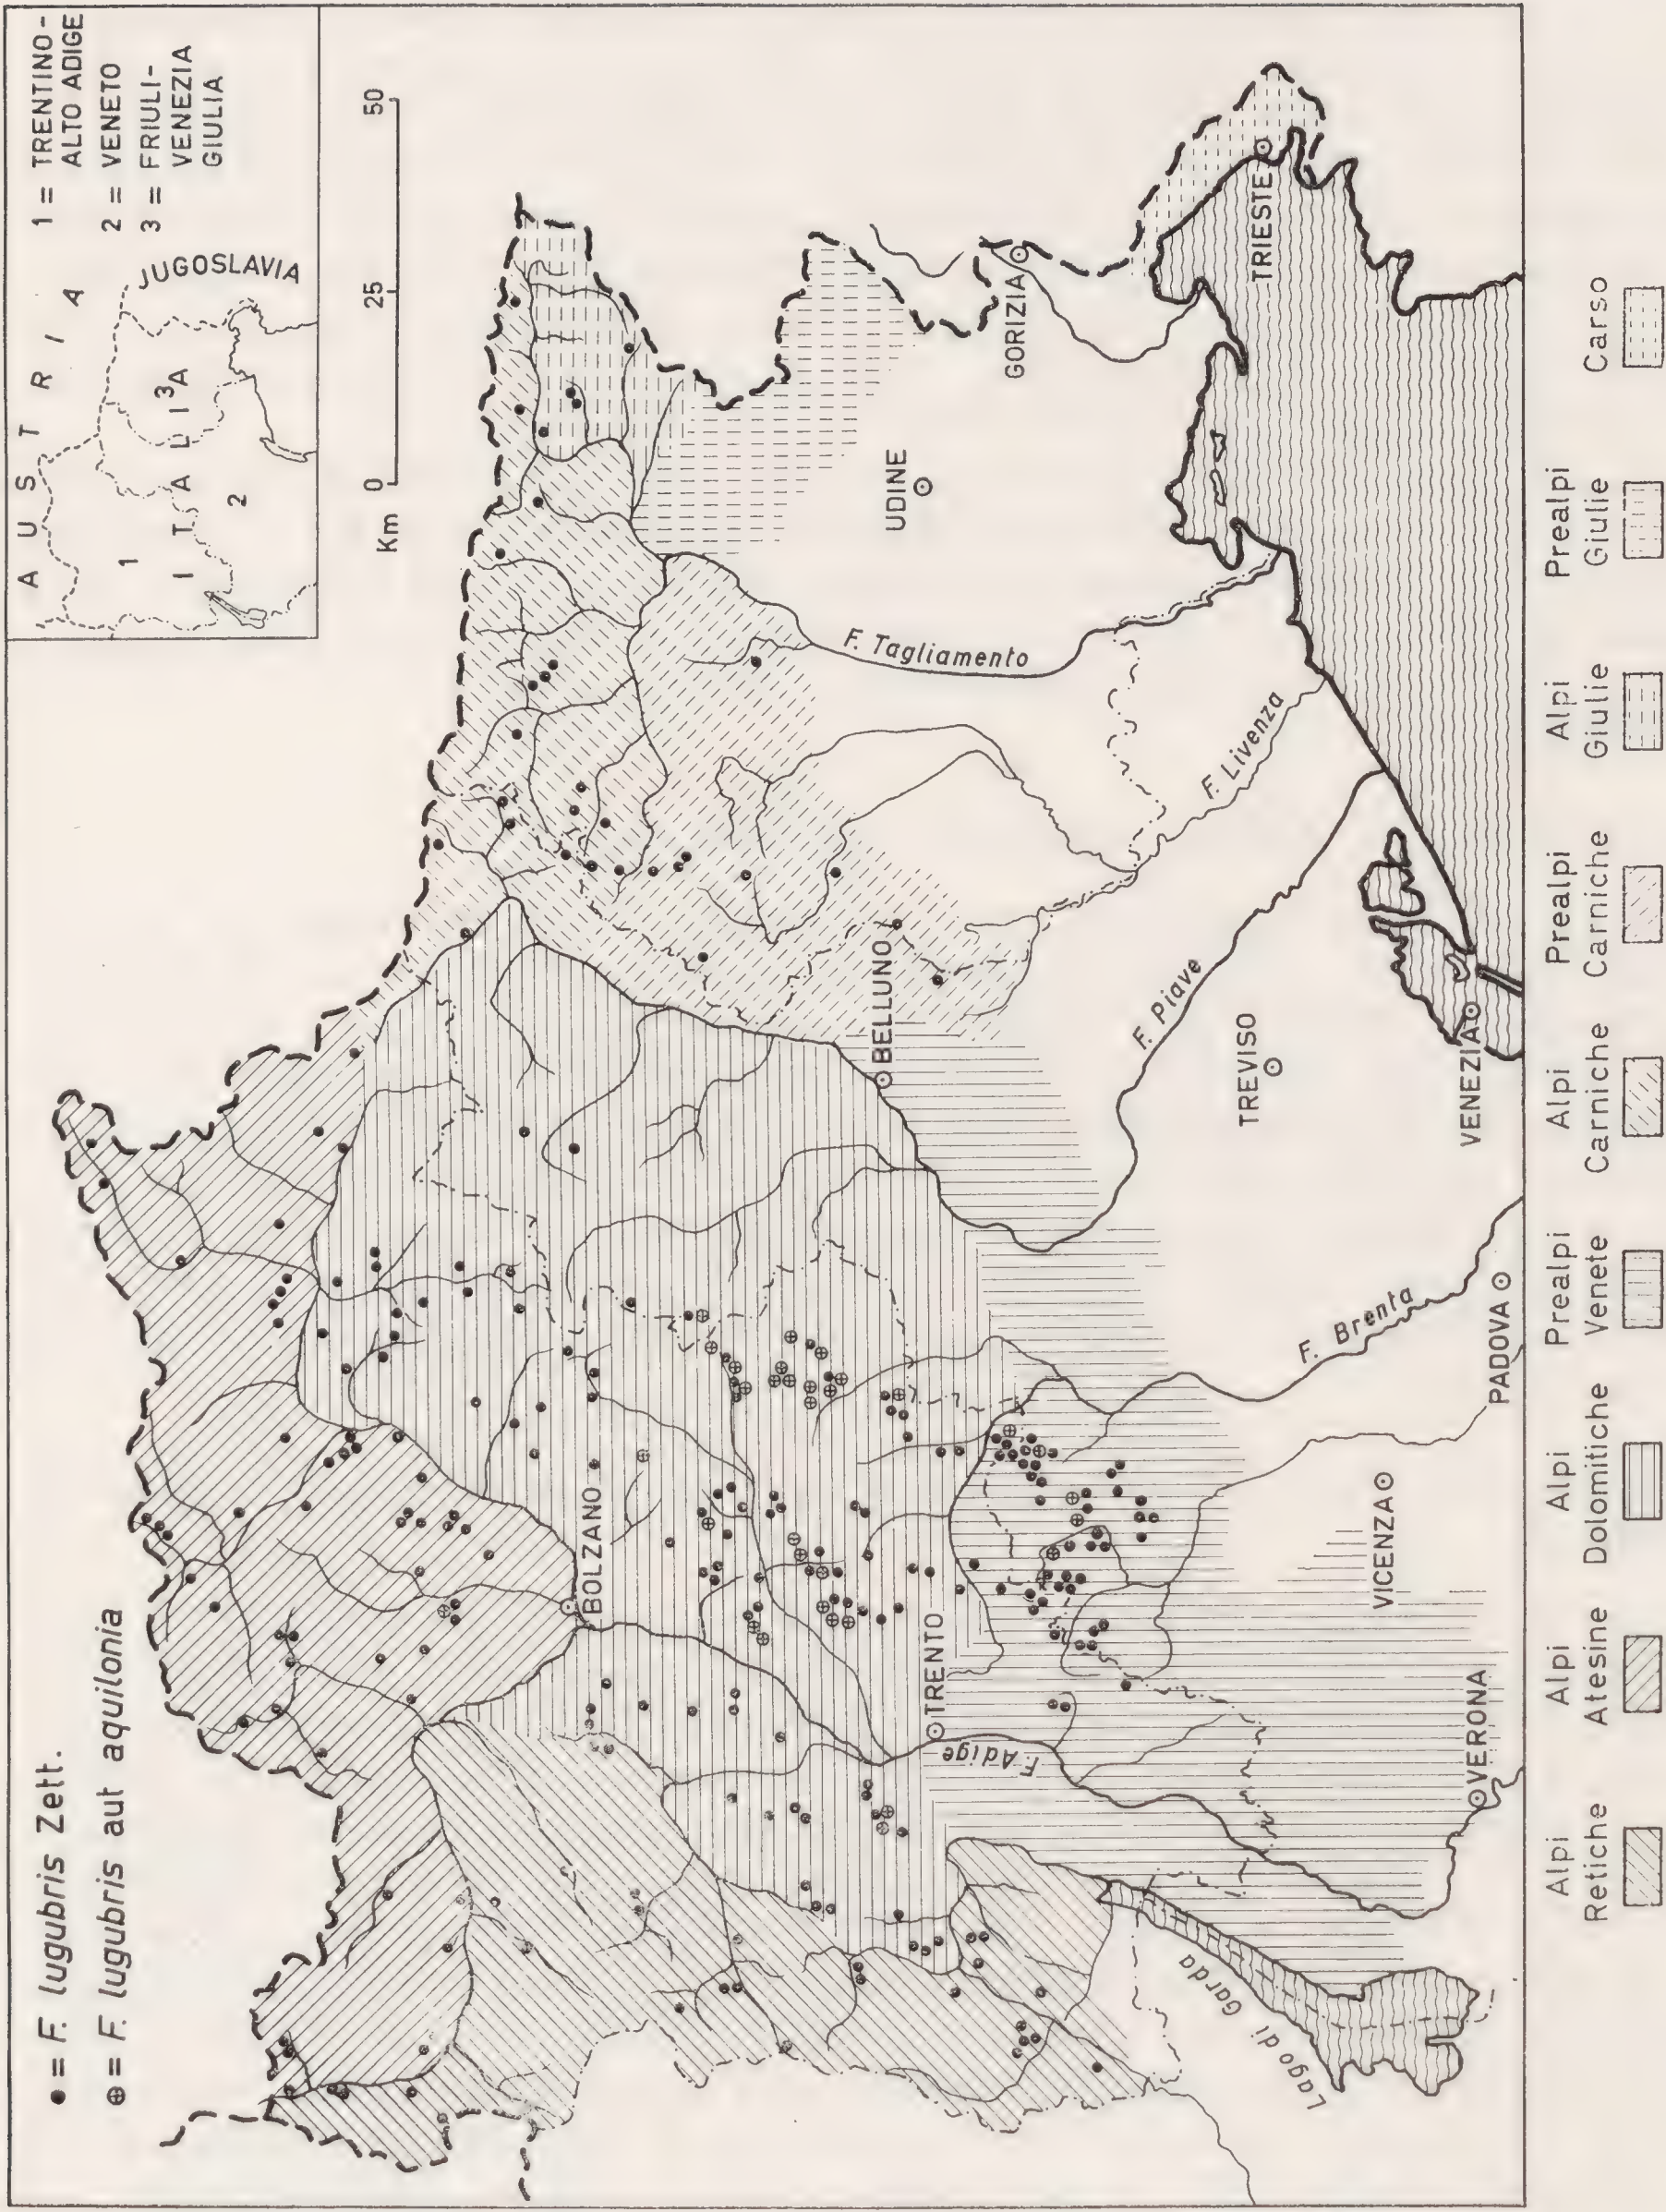 ● = F. lugubris Zett.
⊕ = F. lugubris aut aquilonia
AUSTRIA
JUGOSLAVIA
ITALIA
1
2
3
1 = TRENTINO-
ALTO ADIGE
2 = VENETO
3 = FRIULI-
VENEZIA
GIULIA
Km 0 25 50
BOLZANO
TRENTO
BELLUNO
UDINE
GORIZIA
TRIESTE
TREVISO
VENEZIA
VICENZA
PADOVA
VERONA
F. Adige
F. Brenta
F. Piave
F. Livenza
F. Tagliamento
Lago di Garda
Alpi
Retiche
Alpi
Atesine
Alpi
Dolomitiche
Prealpi
Venete
Alpi
Carniche
Prealpi
Carniche
Alpi
Giulie
Prealpi
Giulie
Carso